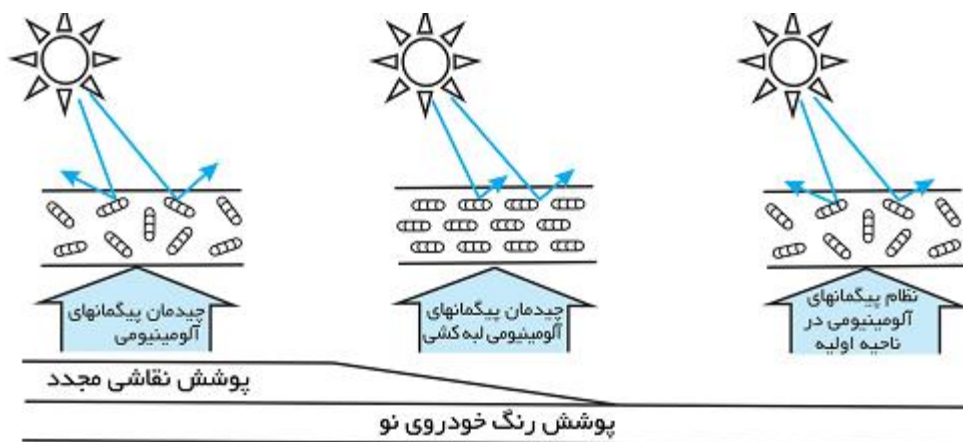 نظام پیگمانهای
آلومینیومی در
ناحیه اولیه
چیدمان پیگمانهای
آلومینیومی لبه کشی
چیدمان پیگمانهای
آلومینیومی
پوشش نقاشی مجدد
پوشش رنگ خودروی نو